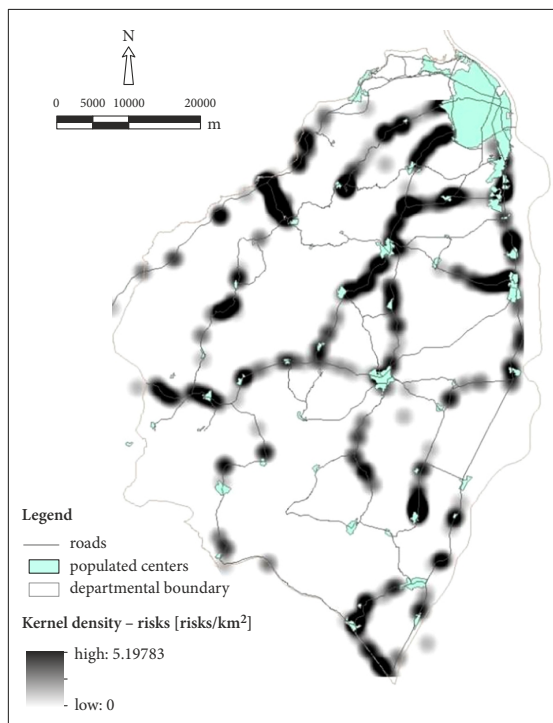 N
0 5000 10000 20000
m
Legend
roads
populated centers
departmental boundary
Kernel density – risks [risks/km²]
high: 5.19783
low: 0